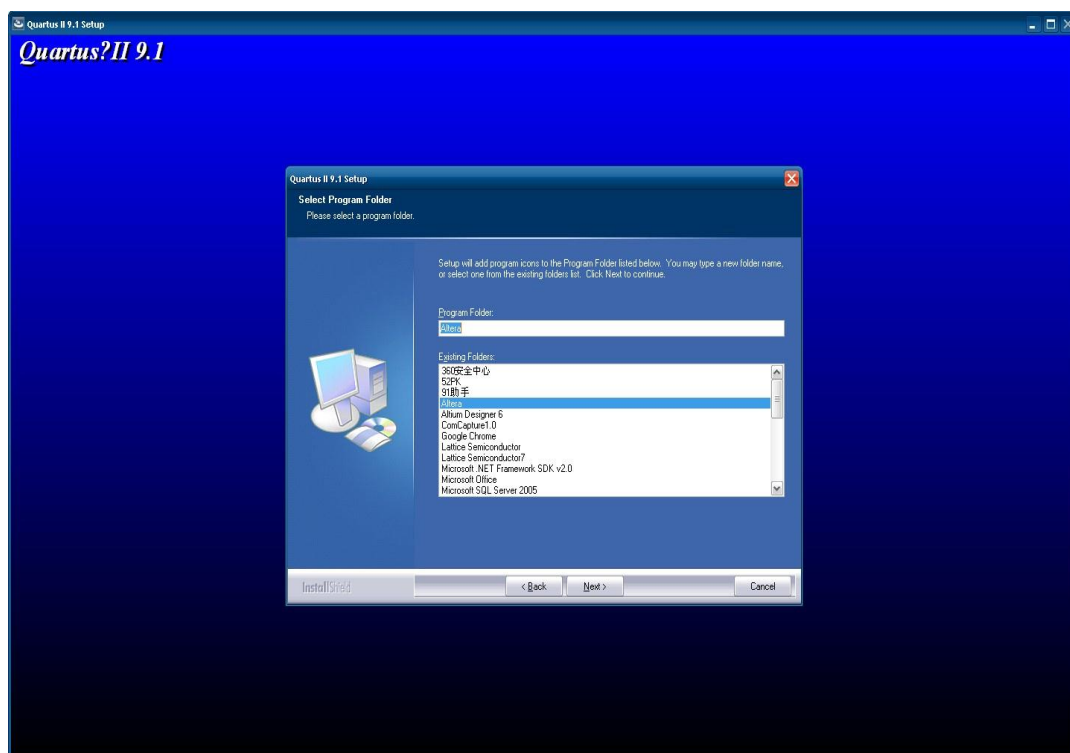 Quartus II 9.1 Setup
Quartus?II 9.1
Quartus II 9.1 Setup
Select Program Folder
Please select a program folder.
Setup will add program icons to the Program Folder listed below. You may type a new folder name,
or select one from the existing folders list. Click Next to continue.
Program Folder:
Altera
Existing Folders:
360安全中心
52PK
91助手
Altera
Altium Designer 6
ComCapture1.0
Google Chrome
Lattice Semiconductor
Lattice Semiconductor7
Microsoft .NET Framework SDK v2.0
Microsoft Office
Microsoft SQL Server 2005
InstallShield
< Back
Next >
Cancel